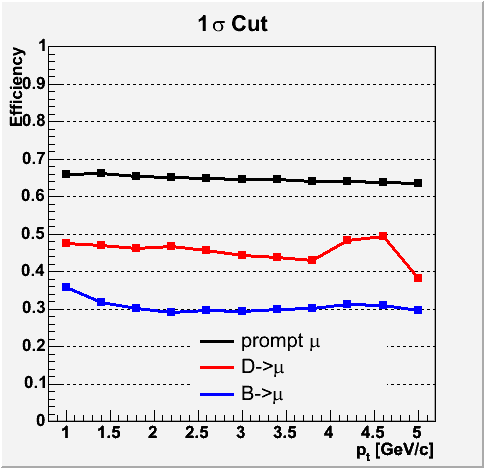 1 σ Cut
Efficiency
1
0.9
0.8
0.7
0.6
0.5
0.4
0.3
0.2
0.1
0
prompt μ
D->μ
B->μ
1 1.5 2 2.5 3 3.5 4 4.5 5
pt [GeV/c]